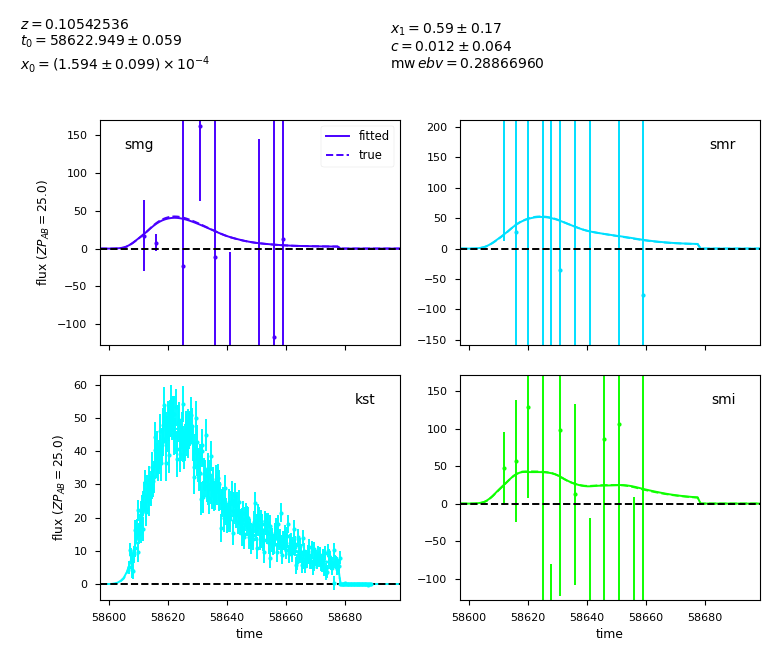 z = 0.10542536
t₀ = 58622.949 ± 0.059
x₀ = (1.594 ± 0.099) × 10⁻⁴
x₁ = 0.59 ± 0.17
c = 0.012 ± 0.064
mw ebv = 0.28866960
smg
fitted
true
150
100
50
0
−50
−100
flux (ZP_AB = 25.0)
smr
200
150
100
50
0
−50
−100
−150
kst
60
50
40
30
20
10
0
flux (ZP_AB = 25.0)
58600 58620 58640 58660 58680
time
smi
150
100
50
0
−50
−100
58600 58620 58640 58660 58680
time